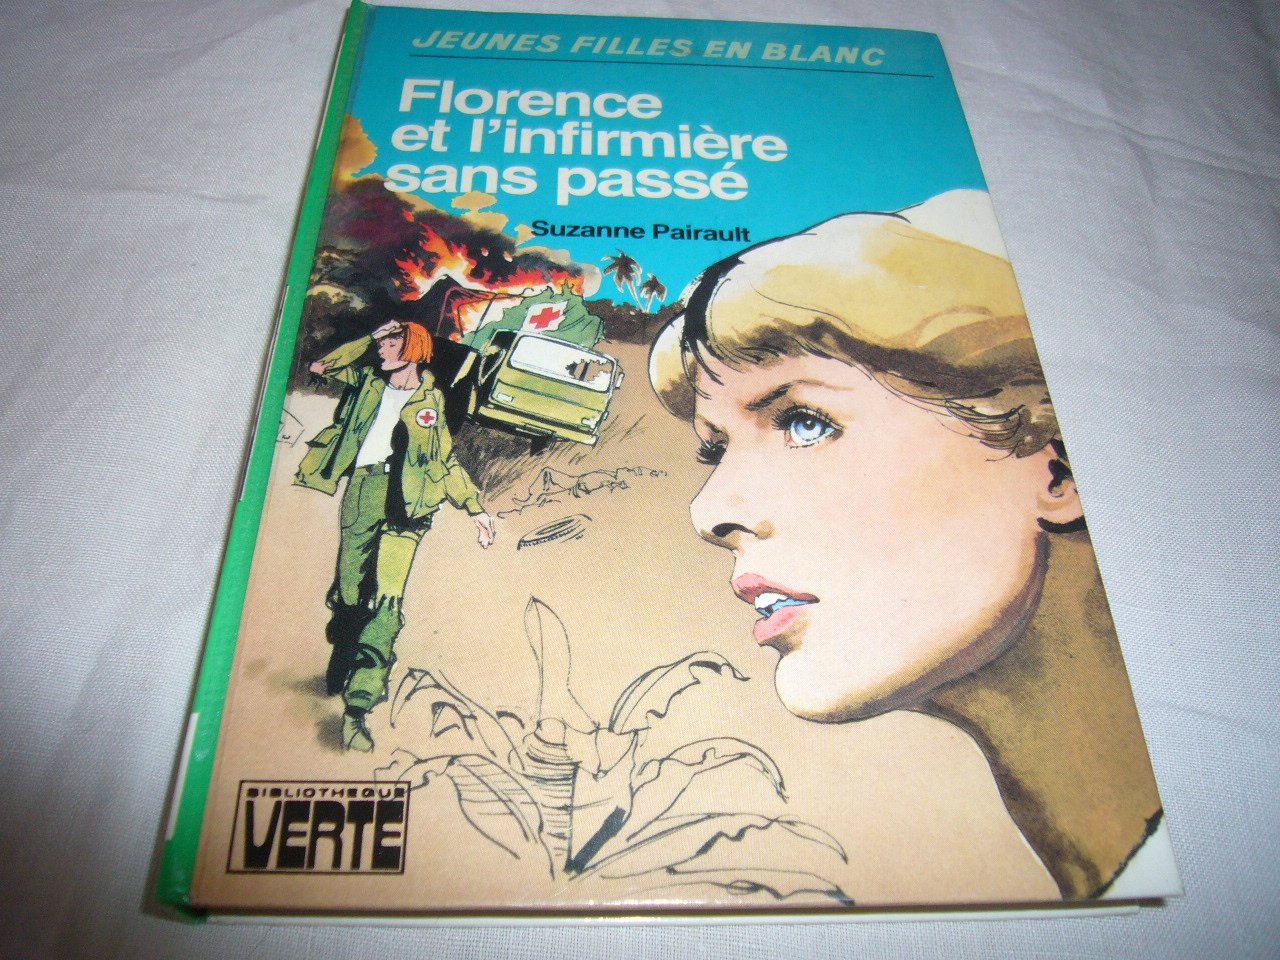 JEUNES FILLES EN BLANC
Florence
et l'infirmière
sans passé
Suzanne Pairault
BIBLIOTHEQUE
VERTE